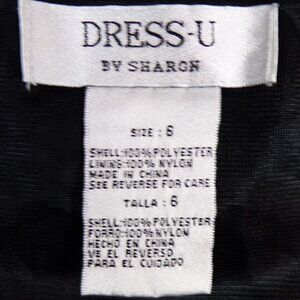 DRESS-U
BY SHARON
SIZE : 6
SHELL:100% POLYESTER
LINING:100% NYLON
MADE IN CHINA
SEE REVERSE FOR CARE
TALLA : 6
SHELL:100% POLYESTER
FORRO:100% NYLON
HECHO EN CHINA
VE EL REVERSO
PARA EL CUIDADO